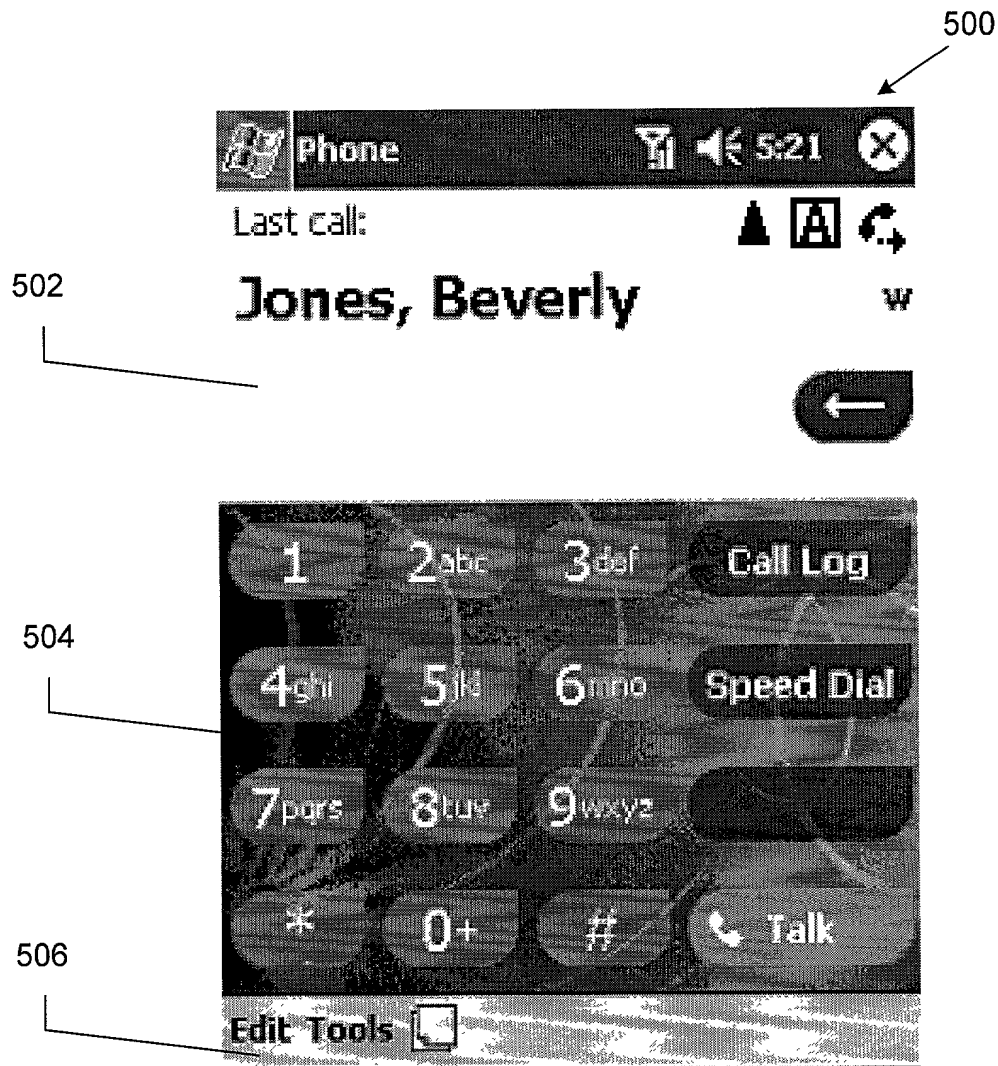 500
Phone 5:21
Last call: A
502
Jones, Beverly w
1 2abc 3def Call Log
504
4ghi 5jkl 6mno Speed Dial
7pqrs 8tuv 9wxyz
* 0+ # Talk
506
Edit Tools